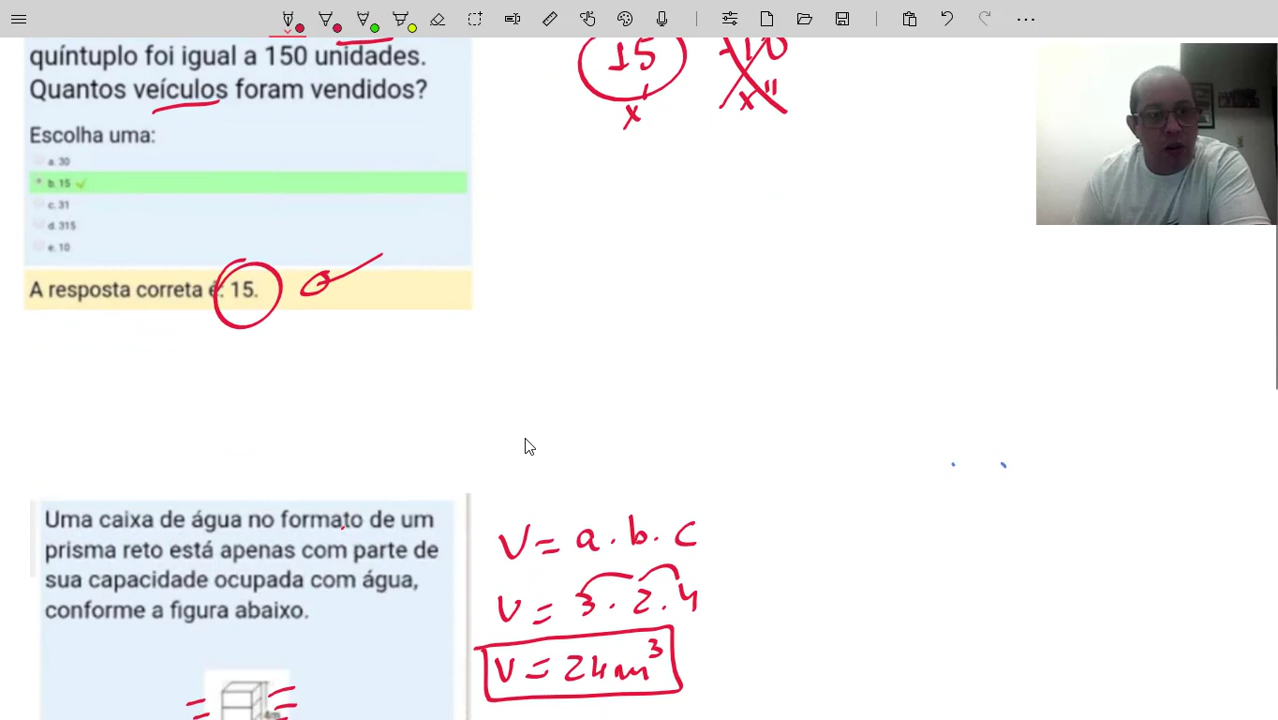 quíntuplo foi igual a 150 unidades.
Quantos veículos foram vendidos?
Escolha uma:
a. 30
b. 15
c. 31
d. 315
e. 10
A resposta correta é: 15.
15
x'
-10
x"
Uma caixa de água no formato de um
prisma reto está apenas com parte de
sua capacidade ocupada com água,
conforme a figura abaixo.
4m
V = a . b . c
V = 3 . 2 . 4
V = 24m³